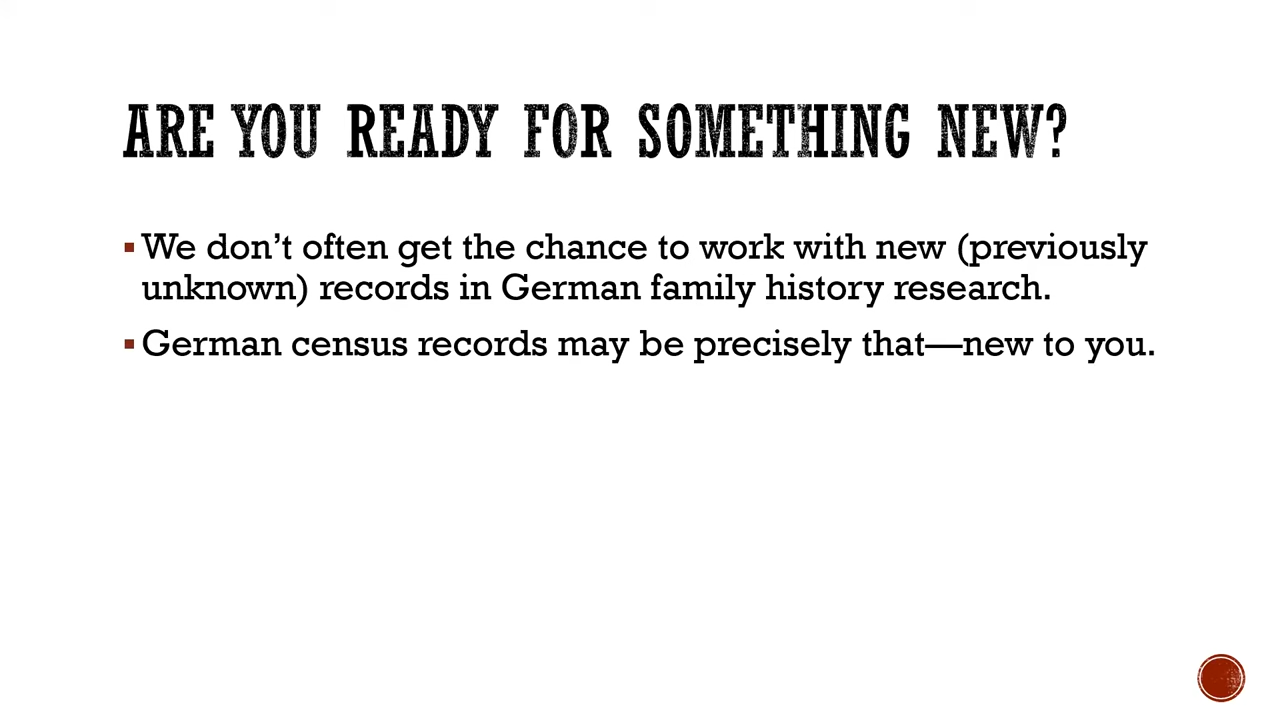 ARE YOU READY FOR SOMETHING NEW?
▪ We don’t often get the chance to work with new (previously
unknown) records in German family history research.
▪ German census records may be precisely that—new to you.